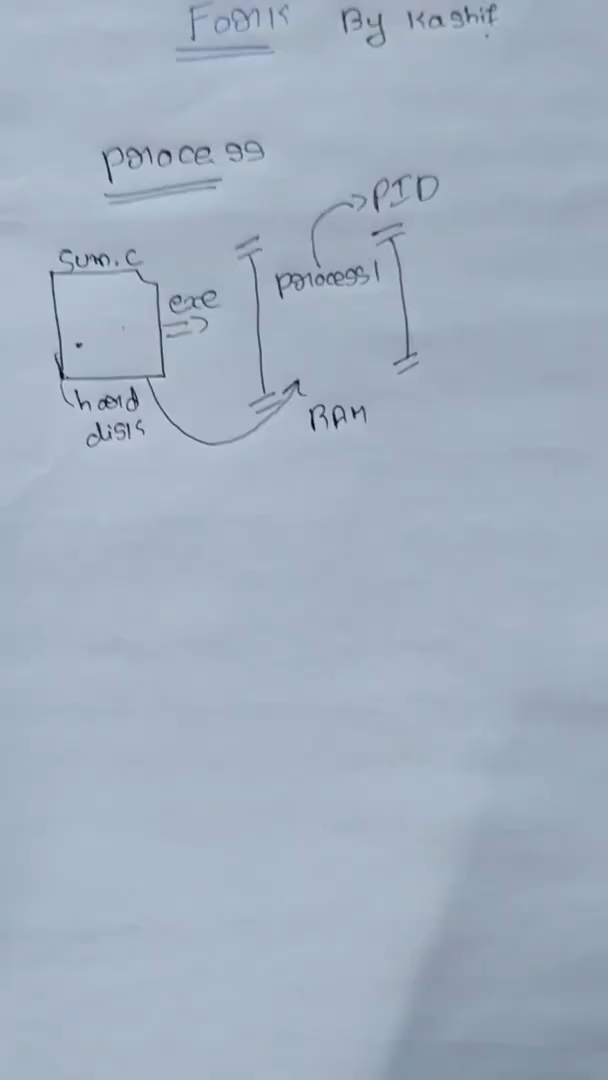 Fork By Kashif
process
PID
sum.c
process1
exe
hard
disk
RAM